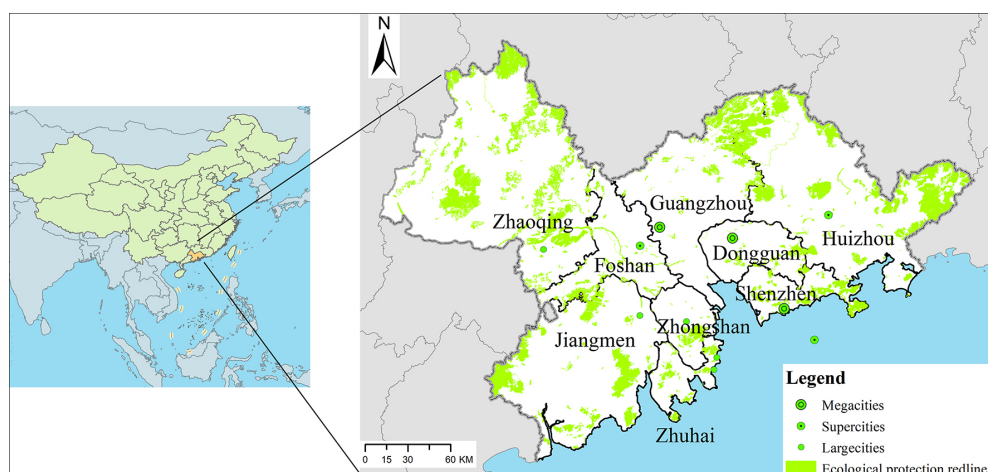 N
Zhaoqing
Guangzhou
Foshan
Dongguan
Huizhou
Shenzhen
Zhongshan
Jiangmen
Zhuhai
0 15 30 60 KM
Legend
Megacities
Supercities
Largecities
Ecological protection redline